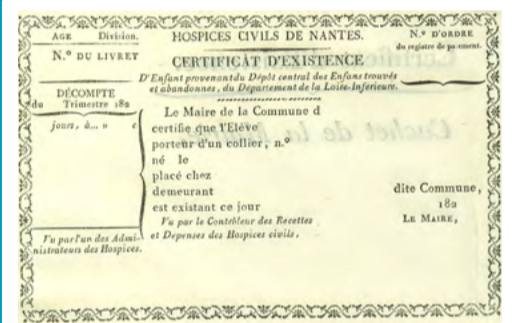 AGE Division.
N.º DU LIVRET
DÉCOMPTE
du Trimestre 182
jours, à... » c
Vu par l'un des Admi-
nistrateurs des Hospices.
HOSPICES CIVILS DE NANTES.
CERTIFICAT D'EXISTENCE
D'Enfant provenant du Dépôt central des Enfans trouvés
et abandonnés, du Département de la Loire-Inférieure.
Le Maire de la Commune d
certifie que l'Elève
porteur d'un collier, n.º
né le
placé chez
demeurant dite Commune,
est existant ce jour 182
Vu par le Contrôleur des Recettes
et Depenses des Hospices civils,
LE MAIRE,
N.º D'ORDRE
du registre de paiement.